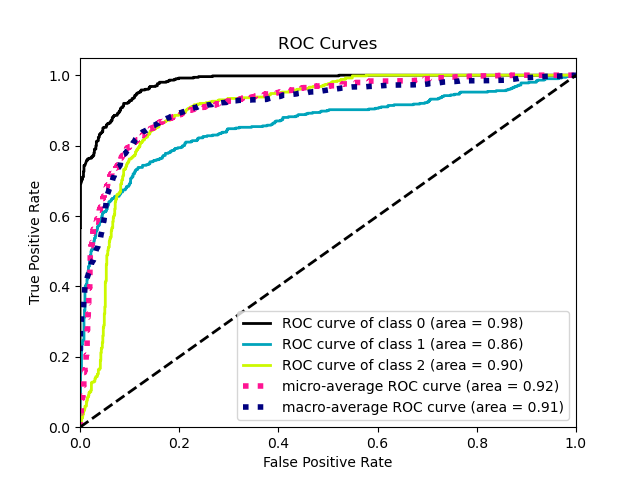 ROC Curves
True Positive Rate
1.0
0.8
0.6
0.4
0.2
0.0
ROC curve of class 0 (area = 0.98)
ROC curve of class 1 (area = 0.86)
ROC curve of class 2 (area = 0.90)
micro-average ROC curve (area = 0.92)
macro-average ROC curve (area = 0.91)
0.0 0.2 0.4 0.6 0.8 1.0
False Positive Rate